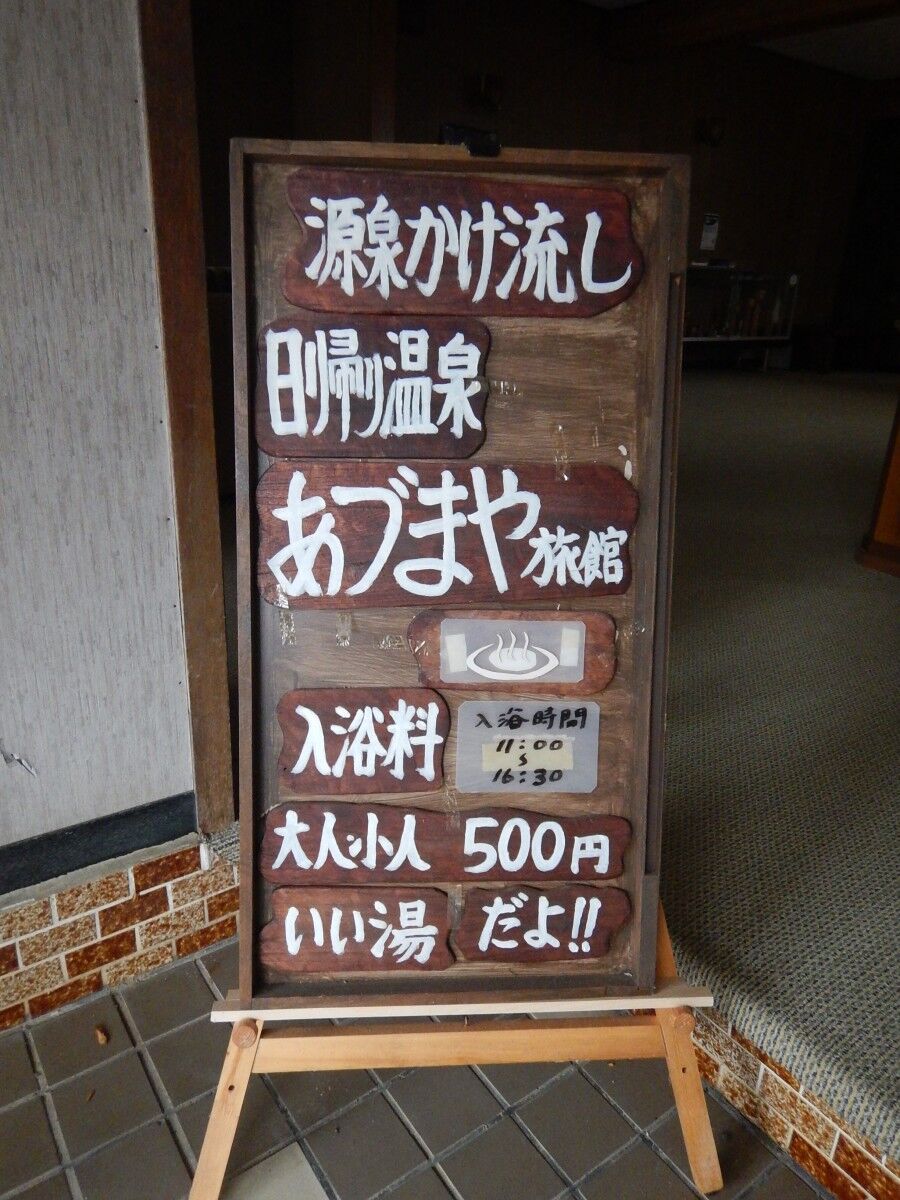 源泉かけ流し
日帰り温泉
あづまや旅館
入浴料
入浴時間
11:00
~
16:30
大人・小人 500円
いい湯 だよ!!